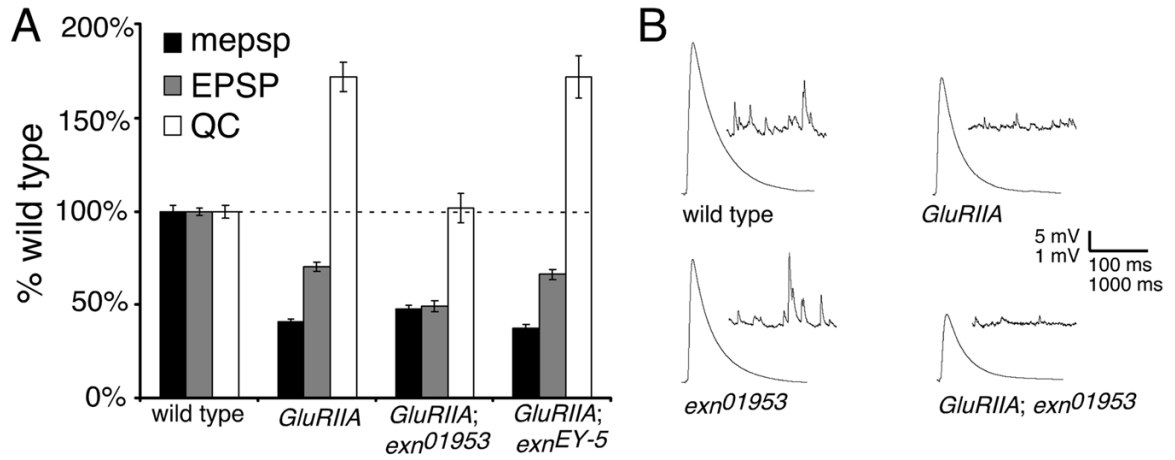 A
% wild type
200%
150%
100%
50%
0%
mepsp
EPSP
QC
wild type
GluRIIA
GluRIIA;
exn01953
GluRIIA;
exnEY-5
B
wild type
GluRIIA
5 mV
1 mV
100 ms
1000 ms
exn01953
GluRIIA; exn01953